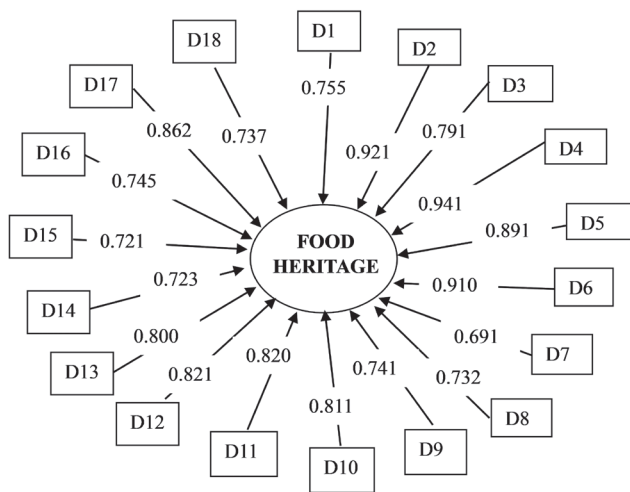 D1
0.755
D2
0.921
D3
0.791
D4
0.941
D5
0.891
D6
0.910
D7
0.691
D8
0.732
D9
0.741
D10
0.811
D11
0.820
D12
0.821
D13
0.800
D14
0.723
D15
0.721
D16
0.745
D17
0.862
D18
0.737
FOOD
HERITAGE